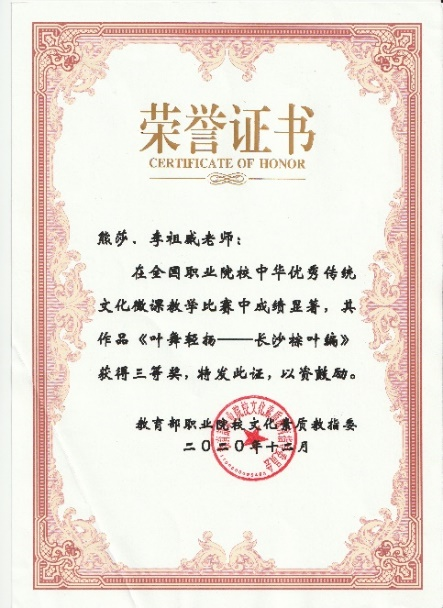 荣誉证书
CERTIFICATE OF HONOR
熊莎、李祖威老师：
在全国职业院校中华优秀传统
文化微课教学比赛中成绩显著，其
作品《叶舞轻扬——长沙棕叶编》
获得三等奖，特发此证，以资鼓励。
教育部职业院校文化素质教指委
二〇二〇年十二月